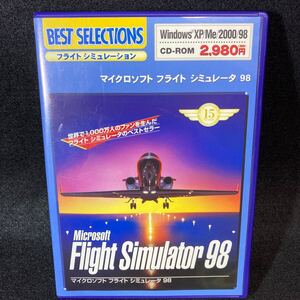 BEST SELECTIONS
フライト シミュレーション
Windows XP/Me/2000/98
CD-ROM 2,980円
マイクロソフト フライト シミュレータ 98
15
世界で1,000万人のファンを生んだ
フライト シミュレータのベストセラー
Microsoft
Flight Simulator 98
マイクロソフト フライト シミュレータ 98